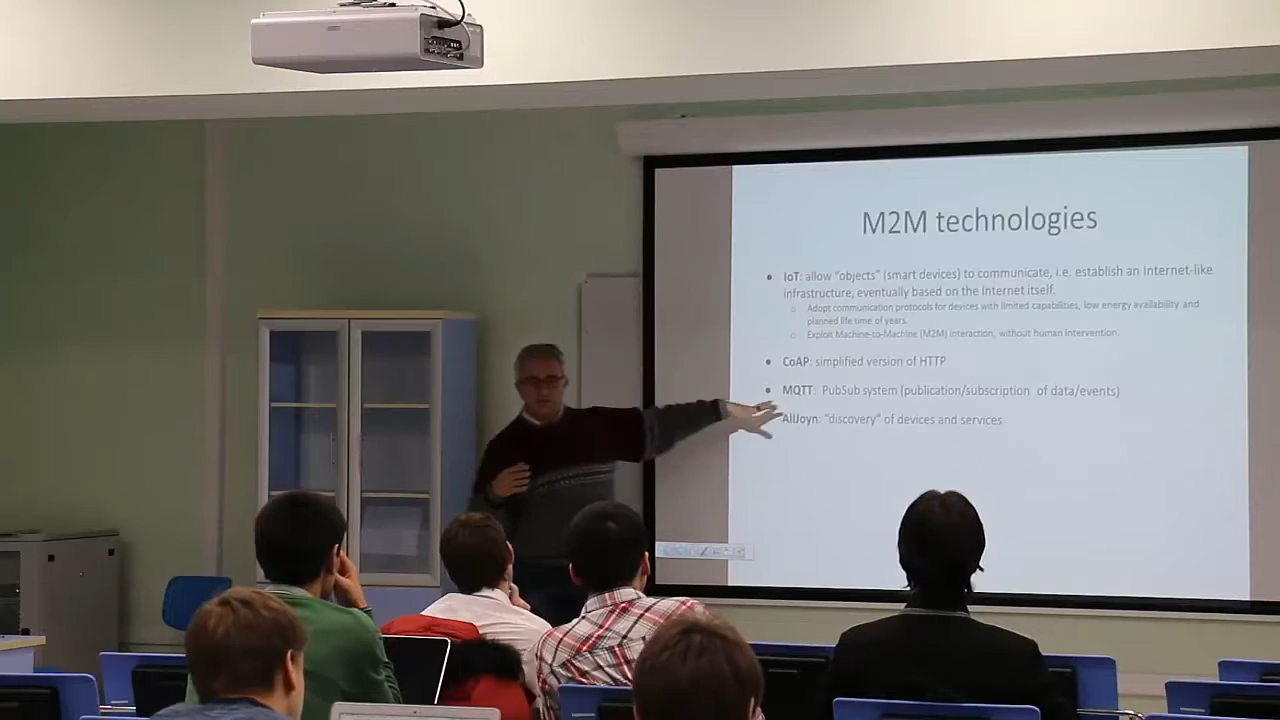 M2M technologies
IoT: allow “objects” (smart devices) to communicate, i.e. establish an Internet-like
infrastructure, eventually based on the Internet itself.
Adopt communication protocols for devices with limited capabilities, low energy availability and
planned life time of years.
Exploit Machine-to-Machine (M2M) interaction, without human intervention.
CoAP: simplified version of HTTP
MQTT: PubSub system (publication/subscription of data/events)
AllJoyn: “discovery” of devices and services